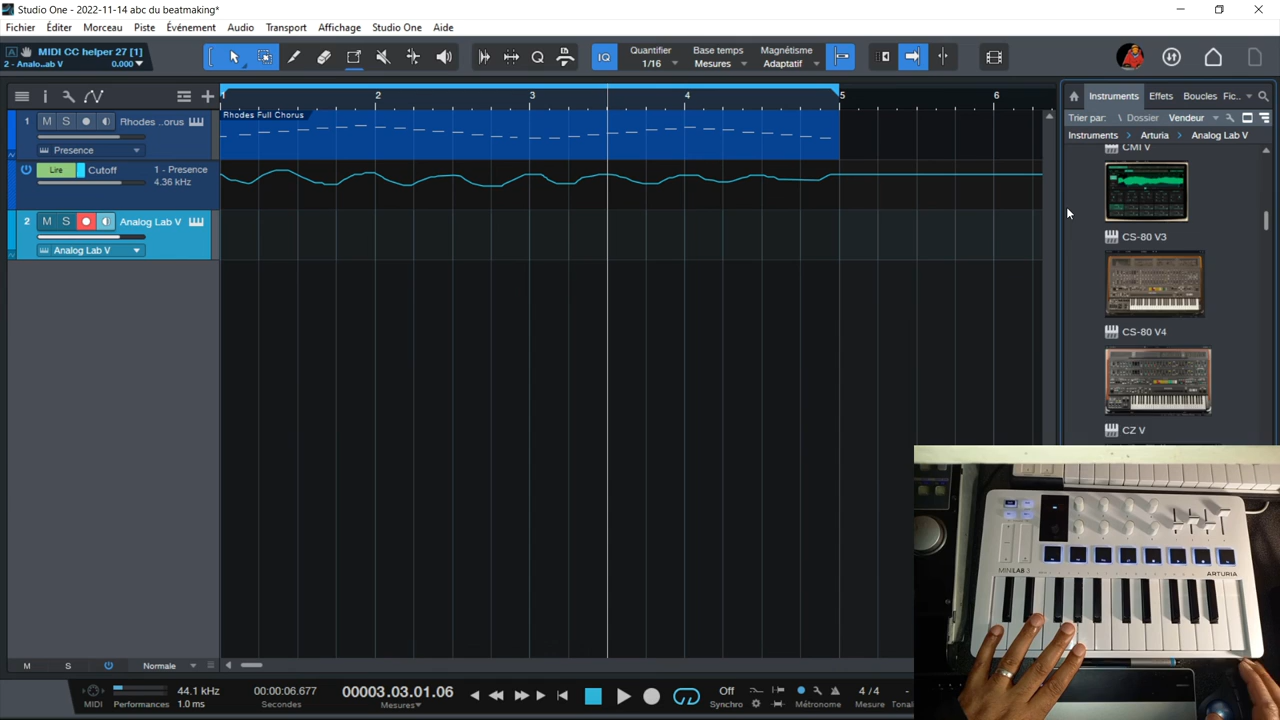 Studio One - 2022-11-14 abc du beatmaking*
Fichier Éditer Morceau Piste Événement Audio Transport Affichage Studio One Aide
MIDI CC helper 27 [1]
2 - Analo..ab V 0.000
IQ
Quantifier
1/16
Base temps
Mesures
Magnétisme
Adaptatif
1 2 3 4 5 6
Instruments Effets Boucles Fic..
Trier par: Dossier Vendeur
Instruments > Arturia > Analog Lab V
Rhodes Full Chorus
1 M S Rhodes ..orus
Presence
Lire Cutoff 1 - Presence
4.36 kHz
2 M S Analog Lab V
Analog Lab V
CMI V
CS-80 V3
CS-80 V4
CZ V
MINILAB 3
ARTURIA
M S Normale
MIDI
Performances
44.1 kHz
1.0 ms
00:00:06.677
Secondes
00003.03.01.06
Mesures
Off
Synchro
Métronome
4 / 4
Mesure
-
Tonal